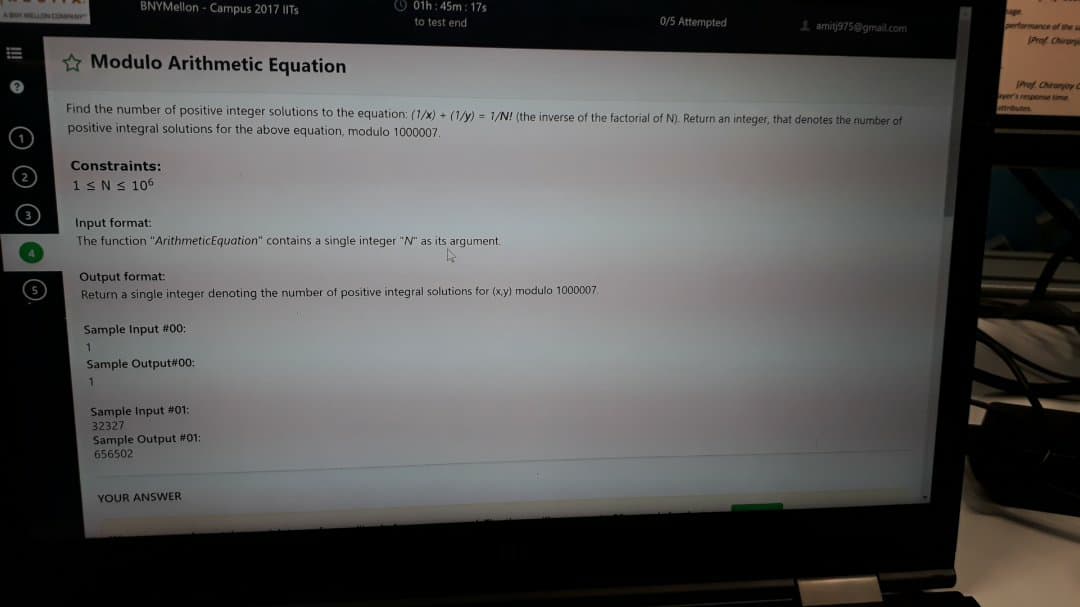 A BNY MELLON COMPANY
BNYMellon - Campus 2017 IITs
01h : 45m : 17s
to test end
0/5 Attempted
amitj975@gmail.com
Modulo Arithmetic Equation
Find the number of positive integer solutions to the equation: (1/x) + (1/y) = 1/N! (the inverse of the factorial of N). Return an integer, that denotes the number of
positive integral solutions for the above equation, modulo 1000007.
Constraints:
1 ≤ N ≤ 10⁶
Input format:
The function "ArithmeticEquation" contains a single integer "N" as its argument.
Output format:
Return a single integer denoting the number of positive integral solutions for (x,y) modulo 1000007.
Sample Input #00:
1
Sample Output#00:
1
Sample Input #01:
32327
Sample Output #01:
656502
YOUR ANSWER
?
1
2
3
4
5
performance of the
[Prof. Chiranj
[Prof. Chiranjoy C
yer's response time
attributes.